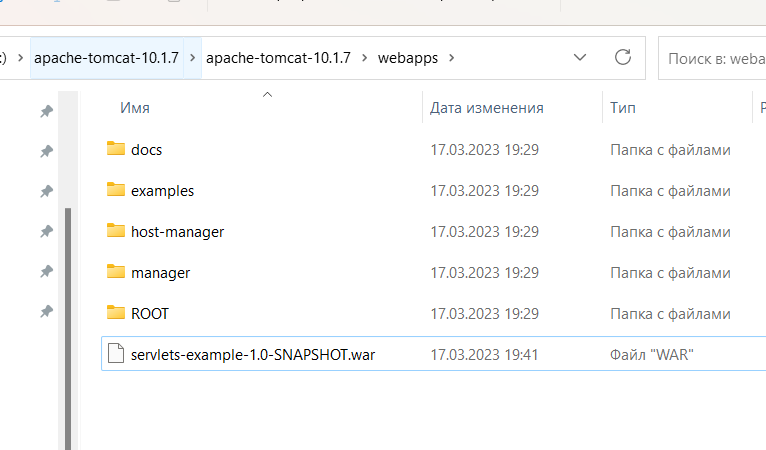 :) > apache-tomcat-10.1.7 > apache-tomcat-10.1.7 > webapps >
Поиск в: weba
Имя Дата изменения Тип Р
docs 17.03.2023 19:29 Папка с файлами
examples 17.03.2023 19:29 Папка с файлами
host-manager 17.03.2023 19:29 Папка с файлами
manager 17.03.2023 19:29 Папка с файлами
ROOT 17.03.2023 19:29 Папка с файлами
servlets-example-1.0-SNAPSHOT.war 17.03.2023 19:41 Файл "WAR"